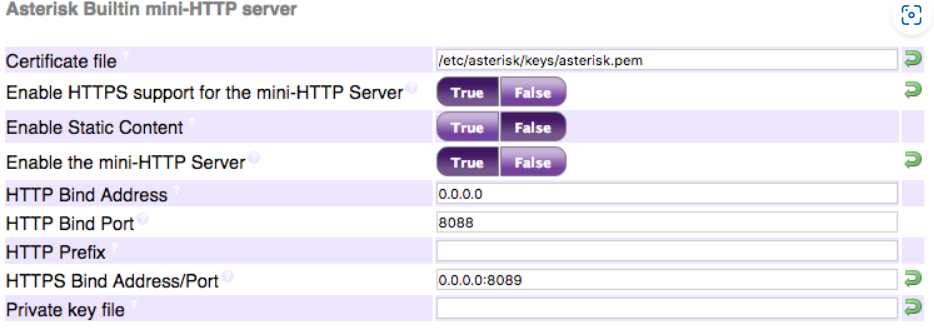 Asterisk Builtin mini-HTTP server
Certificate file ? /etc/asterisk/keys/asterisk.pem
Enable HTTPS support for the mini-HTTP Server ? True False
Enable Static Content ? True False
Enable the mini-HTTP Server ? True False
HTTP Bind Address ? 0.0.0.0
HTTP Bind Port ? 8088
HTTP Prefix ?
HTTPS Bind Address/Port ? 0.0.0.0:8089
Private key file ?